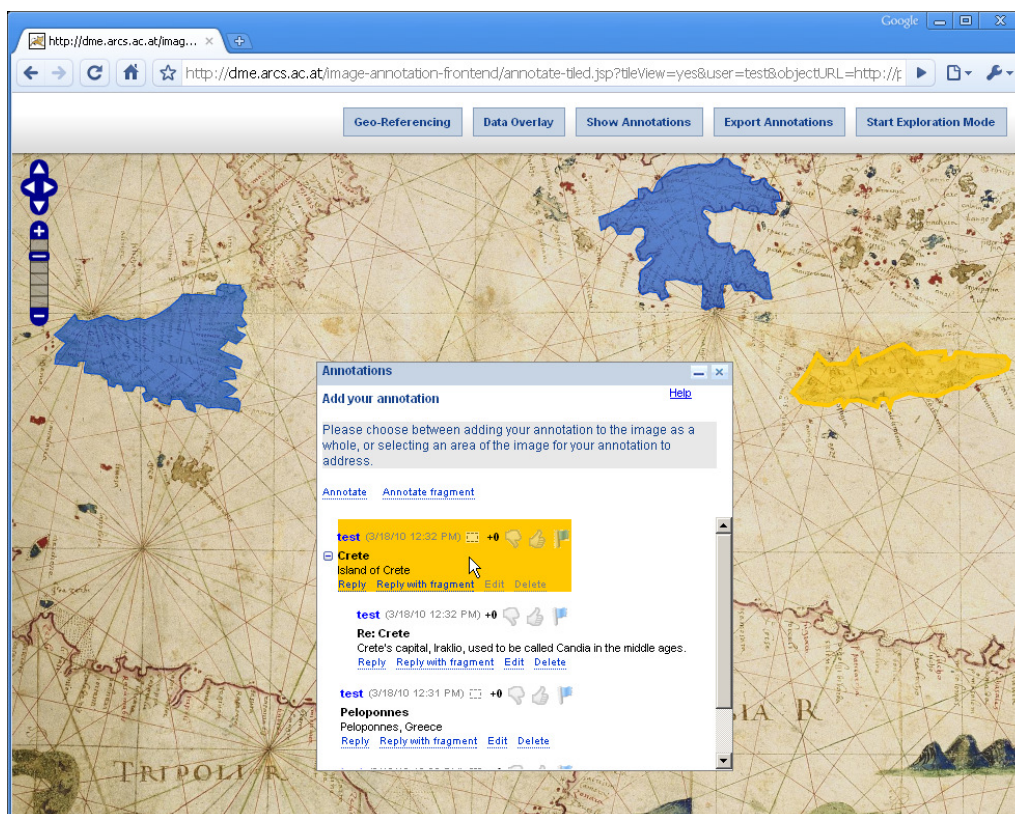 Google
http://dme.arcs.ac.at/imag...
http://dme.arcs.ac.at/image-annotation-frontend/annotate-tiled.jsp?tileView=yes&user=test&objectURL=http://p
Geo-Referencing Data Overlay Show Annotations Export Annotations Start Exploration Mode
Annotations
Add your annotation Help
Please choose between adding your annotation to the image as a
whole, or selecting an area of the image for your annotation to
address.
Annotate Annotate fragment
test (3/18/10 12:32 PM) +0
Crete
Island of Crete
Reply Reply with fragment Edit Delete
test (3/18/10 12:32 PM) +0
Re: Crete
Crete's capital, Iraklio, used to be called Candia in the middle ages.
Reply Reply with fragment Edit Delete
test (3/18/10 12:31 PM) +0
Peloponnes
Peloponnes, Greece
Reply Reply with fragment Edit Delete
TRIPOLI